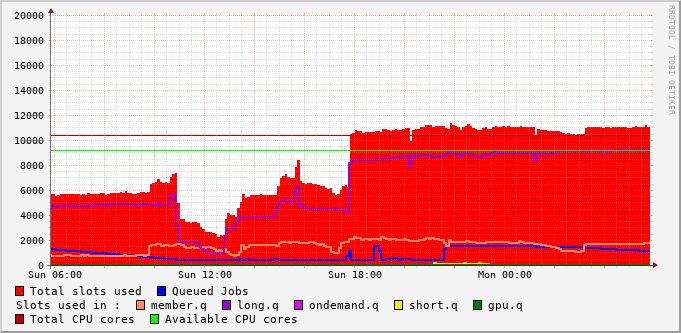 20000
18000
16000
14000
12000
10000
8000
6000
4000
2000
0
Sun 06:00 Sun 12:00 Sun 18:00 Mon 00:00
Total slots used Queued Jobs
Slots used in : member.q long.q ondemand.q short.q gpu.q
Total CPU cores Available CPU cores
RRDTOOL / TOBI OETIKER